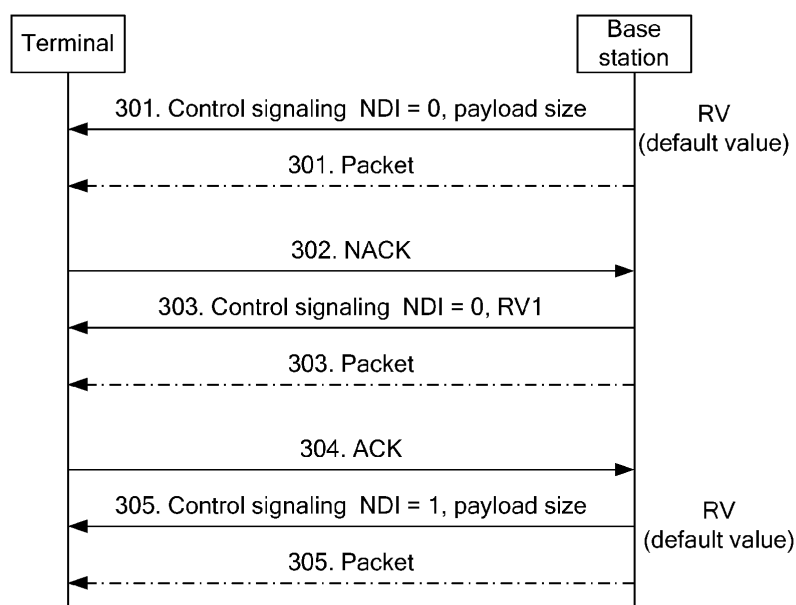 Terminal
Base
station
301. Control signaling NDI = 0, payload size
RV
(default value)
301. Packet
302. NACK
303. Control signaling NDI = 0, RV1
303. Packet
304. ACK
305. Control signaling NDI = 1, payload size
RV
(default value)
305. Packet